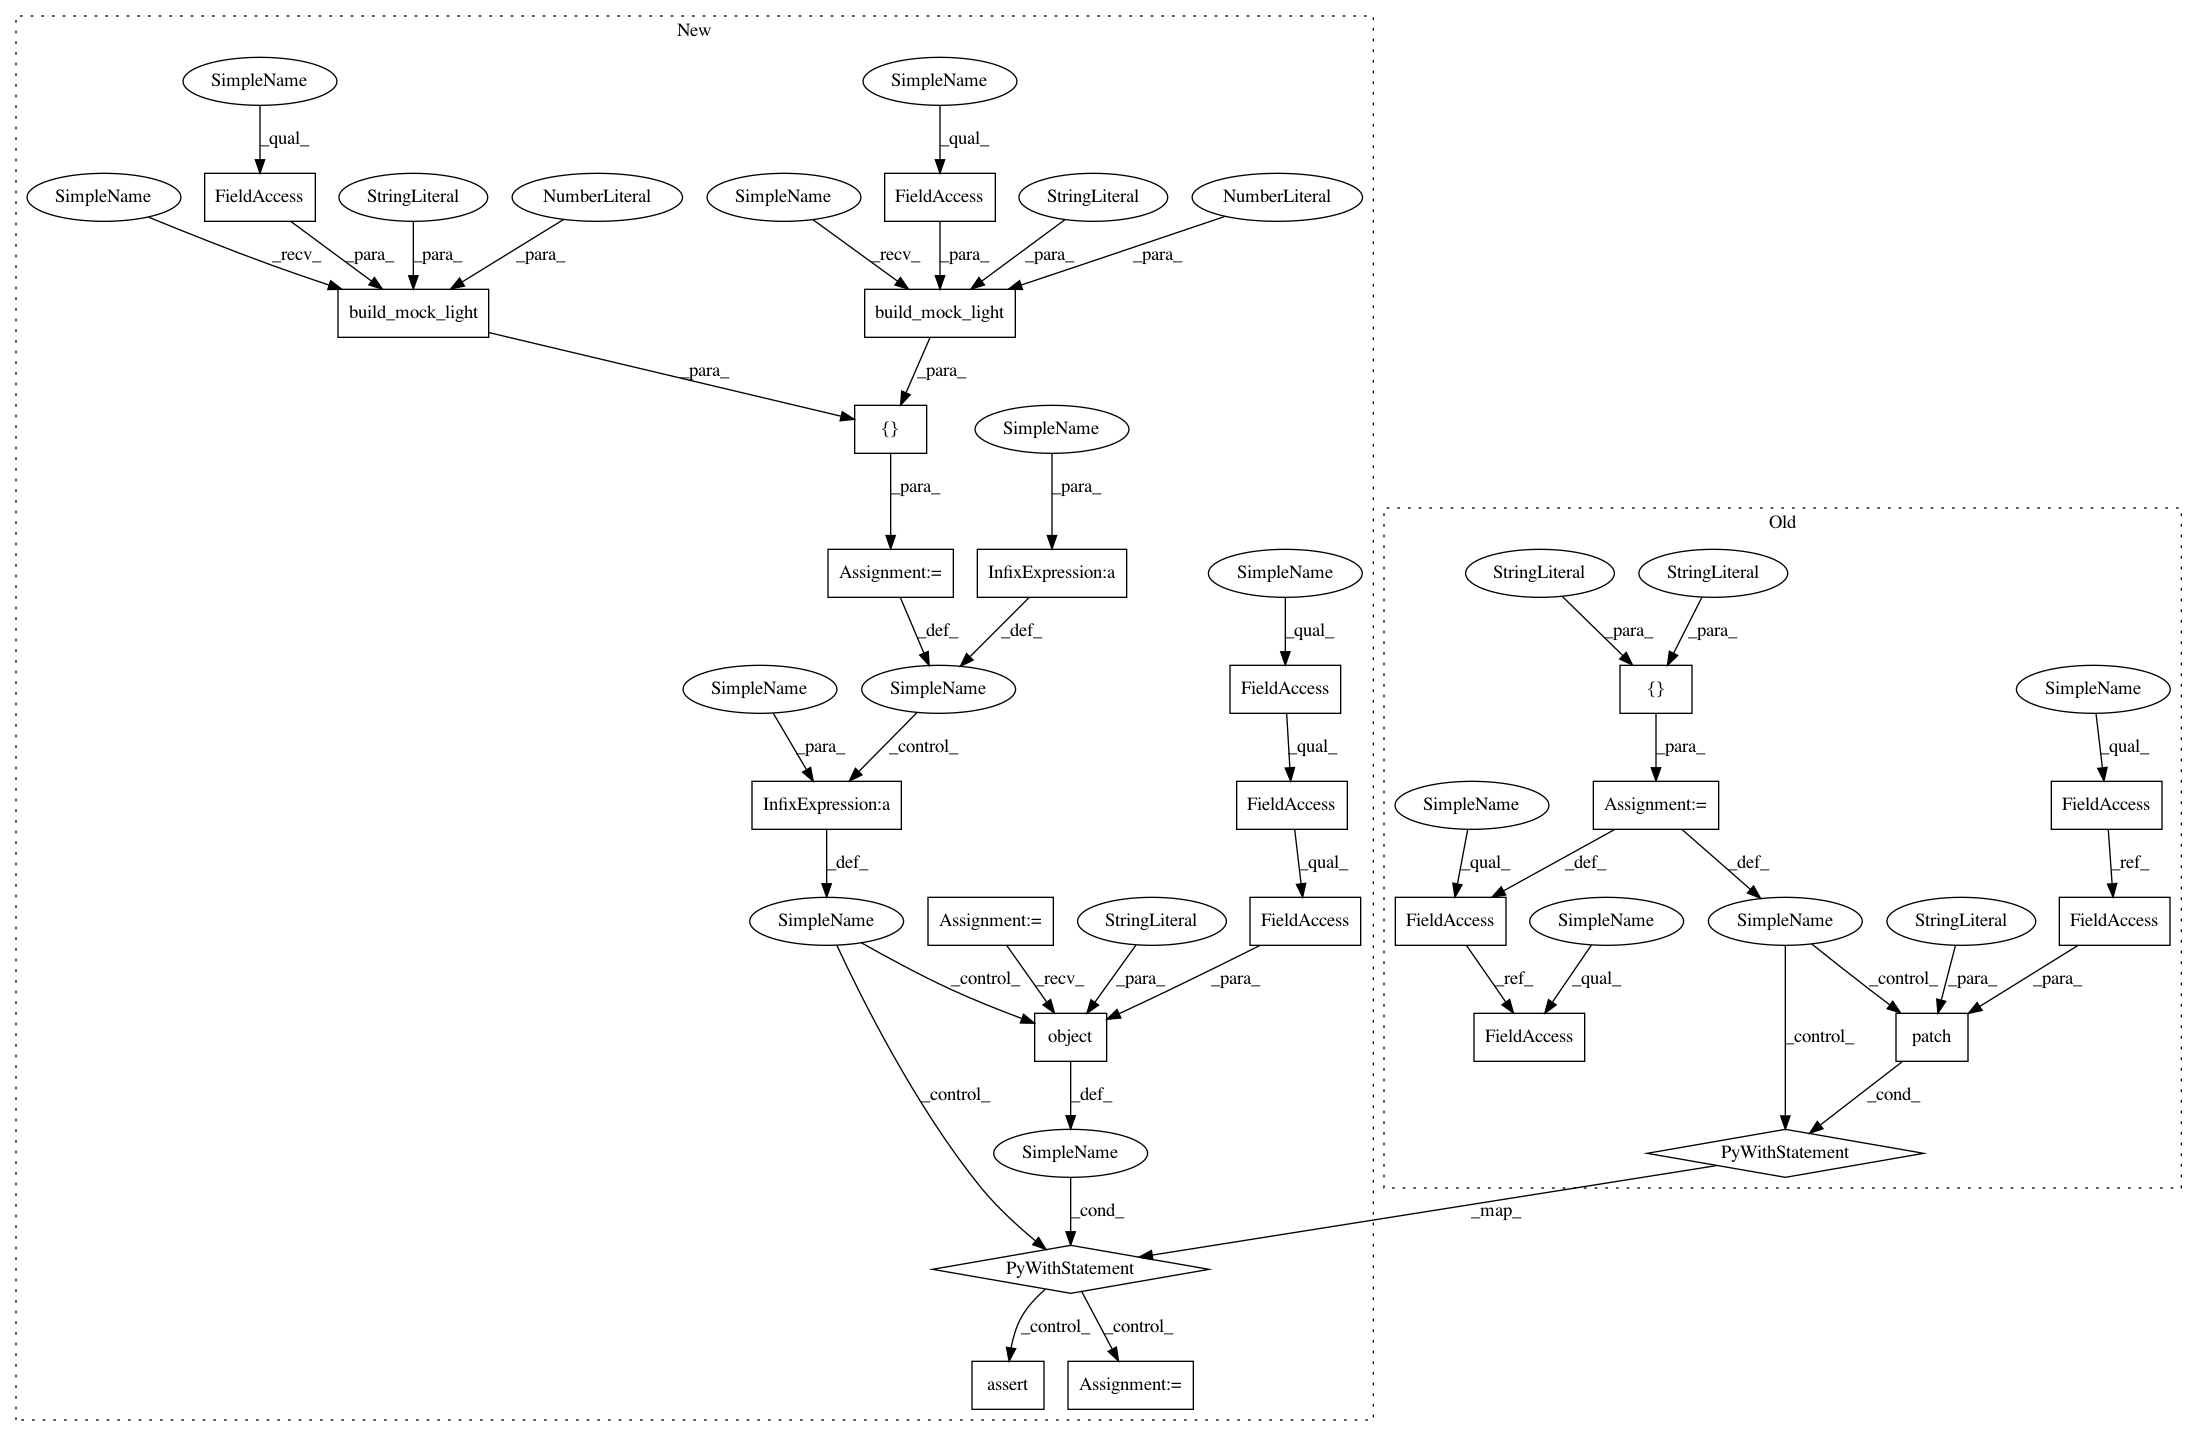 New
SimpleName
SimpleName
_qual_
_qual_
SimpleName
FieldAccess
StringLiteral
NumberLiteral
SimpleName
FieldAccess
StringLiteral
NumberLiteral
_recv_
_para_
_para_
_para_
_recv_
_para_
_para_
_para_
build_mock_light
build_mock_light
_para_
_para_
{}
SimpleName
_para_
_para_
Old
Assignment:=
InfixExpression:a
SimpleName
StringLiteral
StringLiteral
_def_
_def_
_qual_
_para_
_para_
SimpleName
SimpleName
FieldAccess
{}
SimpleName
_para_
_control_
_qual_
_para_
_qual_
InfixExpression:a
FieldAccess
SimpleName
Assignment:=
FieldAccess
_def_
_qual_
_qual_
_def_
_def_
_ref_
SimpleName
Assignment:=
StringLiteral
FieldAccess
FieldAccess
SimpleName
SimpleName
StringLiteral
FieldAccess
_control_
_recv_
_para_
_para_
_ref_
_qual_
_control_
_para_
_para_
object
FieldAccess
_control_
patch
_control_
_def_
_cond_
SimpleName
PyWithStatement
_cond_
_map_
PyWithStatement
_control_
_control_
assert
Assignment:=